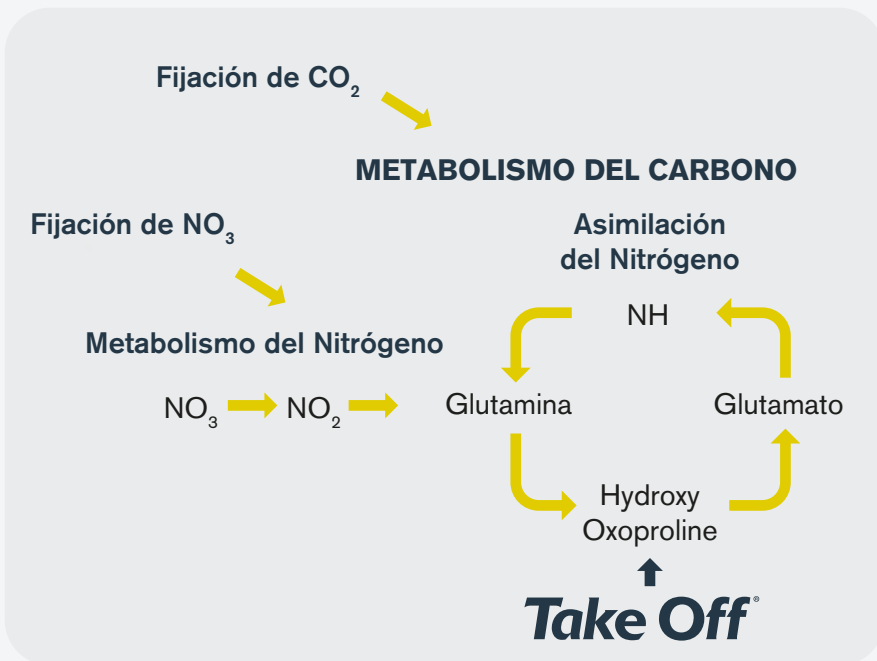 Fijación de CO₂
METABOLISMO DEL CARBONO
Fijación de NO₃
Asimilación
del Nitrógeno
NH
Metabolismo del Nitrógeno
NO₃ NO₂ Glutamina Glutamato
Hydroxy
Oxoproline
Take Off®